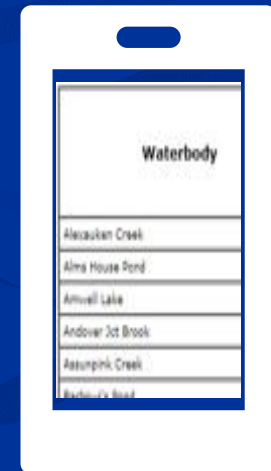 Waterbody
Alexauken Creek
Alms House Pond
Amwell Lake
Andover Jct Brook
Assunpink Creek